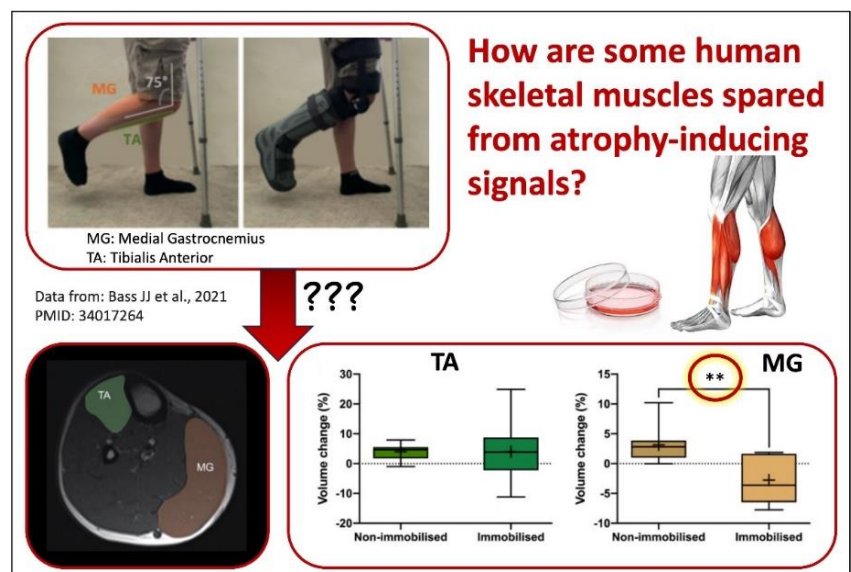 How are some human
skeletal muscles spared
from atrophy-inducing
signals?
MG
75°
TA
MG: Medial Gastrocnemius
TA: Tibialis Anterior
Data from: Bass JJ et al., 2021
PMID: 34017264
???
TA
MG
TA
Volume change (%)
30
20
10
0
-10
-20
Non-immobilised
Immobilised
MG
**
Volume change (%)
15
10
5
0
-5
-10
Non-immobilised
Immobilised